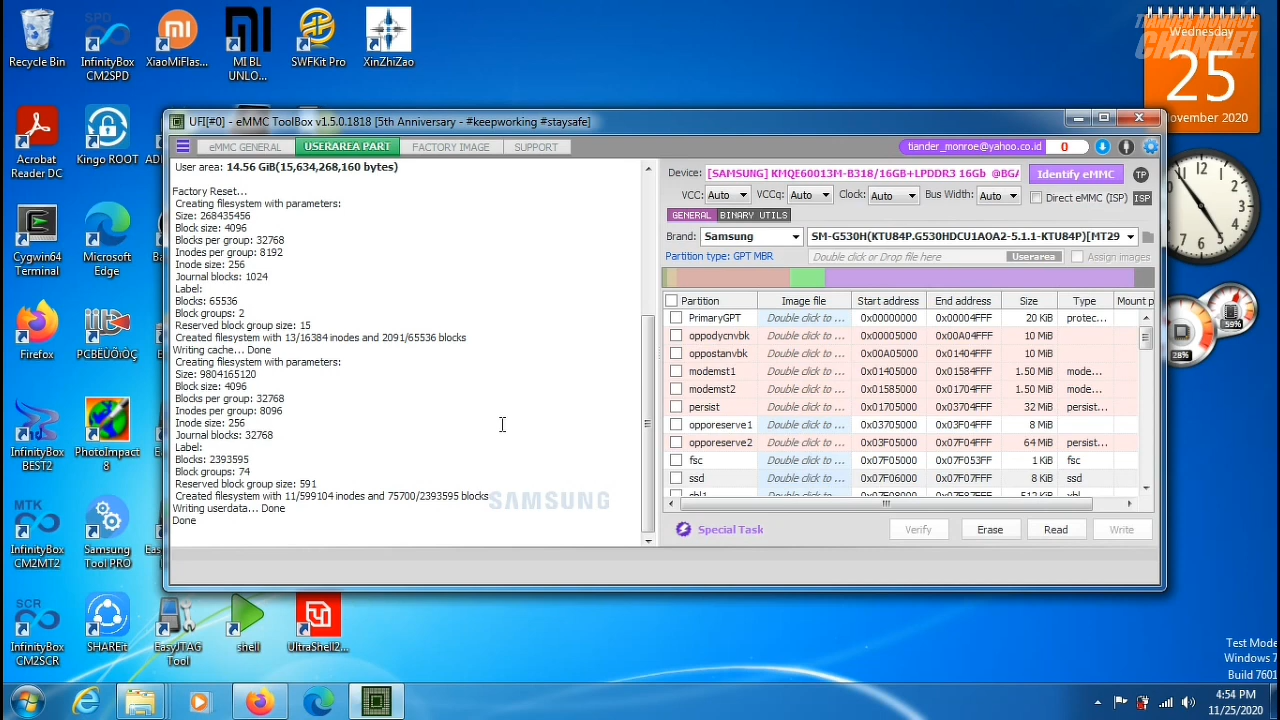 TIANDER MONROE
CHANNEL
Wednesday
25
November 2020
59%
28%
Recycle Bin
InfinityBox
CM2SPD
XiaoMiFlas...
MI BL
UNLO...
SWFKit Pro
XinZhiZao
Acrobat
Reader DC
Kingo ROOT
Cygwin64
Terminal
Microsoft
Edge
Firefox
PCBËÙÖiÒÇ
InfinityBox
BEST2
Photoimpact
8
MTK
InfinityBox
CM2MT2
Samsung
Tool PRO
SCR
InfinityBox
CM2SCR
SHAREit
EasyJTAG
Tool
shell
UltraShell2...
UFI[#0] - eMMC ToolBox v1.5.0.1818 [5th Anniversary - #keepworking #staysafe]
eMMC GENERAL
USERAREA PART
FACTORY IMAGE
SUPPORT
tiander_monroe@yahoo.co.id
0
User area: 14.56 GiB(15,634,268,160 bytes)
Factory Reset...
Creating filesystem with parameters:
Size: 268435456
Block size: 4096
Blocks per group: 32768
Inodes per group: 8192
Inode size: 256
Journal blocks: 1024
Label:
Blocks: 65536
Block groups: 2
Reserved block group size: 15
Created filesystem with 13/16384 inodes and 2091/65536 blocks
Writing cache... Done
Creating filesystem with parameters:
Size: 9804165120
Block size: 4096
Blocks per group: 32768
Inodes per group: 8096
Inode size: 256
Journal blocks: 32768
Label:
Blocks: 2393595
Block groups: 74
Reserved block group size: 591
Created filesystem with 11/599104 inodes and 75700/2393595 blocks
Writing userdata... Done
Done
SAMSUNG
Device: [SAMSUNG] KMQE60013M-B318/16GB+LPDDR3 16Gb @BGA
Identify eMMC
TP
VCC: Auto VCCq: Auto Clock: Auto Bus Width: Auto Direct eMMC (ISP) ISP
GENERAL BINARY UTILS
Brand: Samsung SM-G530H(KTU84P.G530HDCU1AOA2-5.1.1-KTU84P)[MT29
Partition type: GPT MBR Double click or Drop file here Userarea Assign images
Partition Image file Start address End address Size Type Mount p
PrimaryGPT Double click to ... 0x00000000 0x00004FFF 20 KiB protec...
oppodycnvbk Double click to ... 0x00005000 0x00A04FFF 10 MiB
oppostanvbk Double click to ... 0x00A05000 0x01404FFF 10 MiB
modemst1 Double click to ... 0x01405000 0x01584FFF 1.50 MiB mode...
modemst2 Double click to ... 0x01585000 0x01704FFF 1.50 MiB mode...
persist Double click to ... 0x01705000 0x03704FFF 32 MiB persist...
opporeserve1 Double click to ... 0x03705000 0x03F04FFF 8 MiB
opporeserve2 Double click to ... 0x03F05000 0x07F04FFF 64 MiB persist...
fsc Double click to ... 0x07F05000 0x07F053FF 1 KiB fsc
ssd Double click to ... 0x07F06000 0x07F07FFF 8 KiB ssd
Special Task
Verify
Erase
Read
Write
Test Mode
Windows 7
Build 7601
4:54 PM
11/25/2020